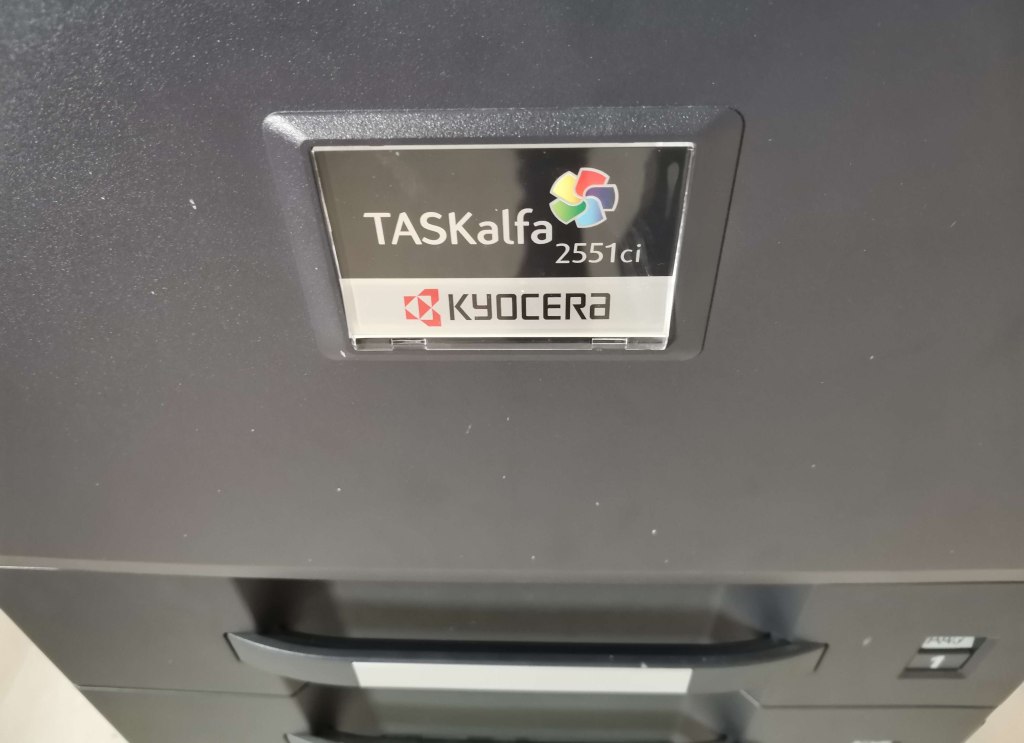 TASKalfa
2551ci
KYOCERA
1